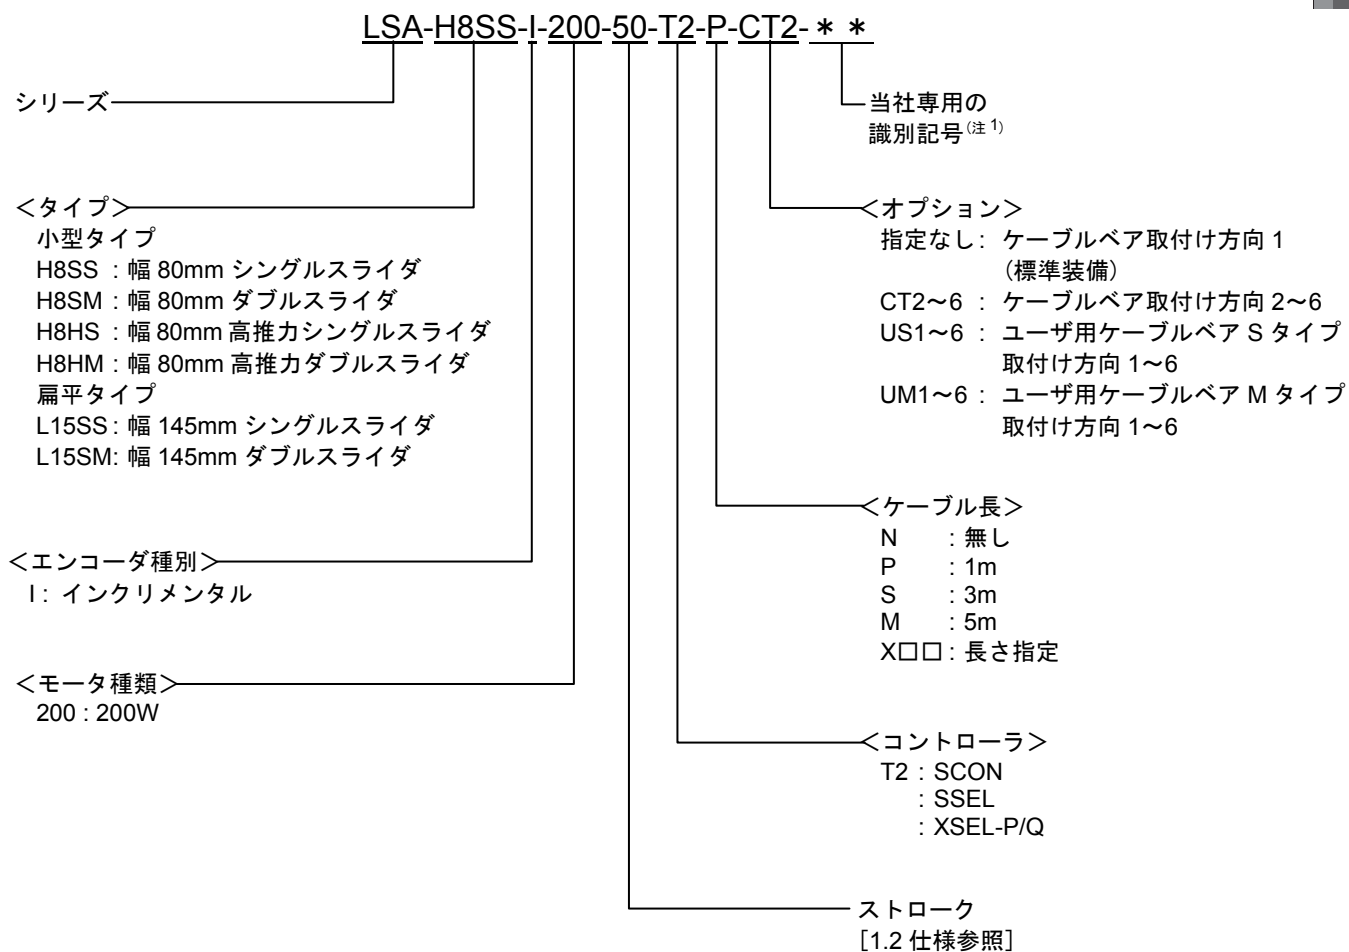 LSA-H8SS-I-200-50-T2-P-CT2-＊＊
シリーズ
＜タイプ＞
小型タイプ
H8SS : 幅 80mm シングルスライダ
H8SM : 幅 80mm ダブルスライダ
H8HS : 幅 80mm 高推力シングルスライダ
H8HM : 幅 80mm 高推力ダブルスライダ
扁平タイプ
L15SS : 幅 145mm シングルスライダ
L15SM: 幅 145mm ダブルスライダ
＜エンコーダ種別＞
I : インクリメンタル
＜モータ種類＞
200 : 200W
当社専用の
識別記号(注1)
＜オプション＞
指定なし : ケーブルベア取付け方向 1
(標準装備)
CT2～6 : ケーブルベア取付け方向 2～6
US1～6 : ユーザ用ケーブルベア S タイプ
取付け方向 1～6
UM1～6 : ユーザ用ケーブルベア M タイプ
取付け方向 1～6
＜ケーブル長＞
N : 無し
P : 1m
S : 3m
M : 5m
X□□ : 長さ指定
＜コントローラ＞
T2 : SCON
: SSEL
: XSEL-P/Q
ストローク
[1.2 仕様参照]